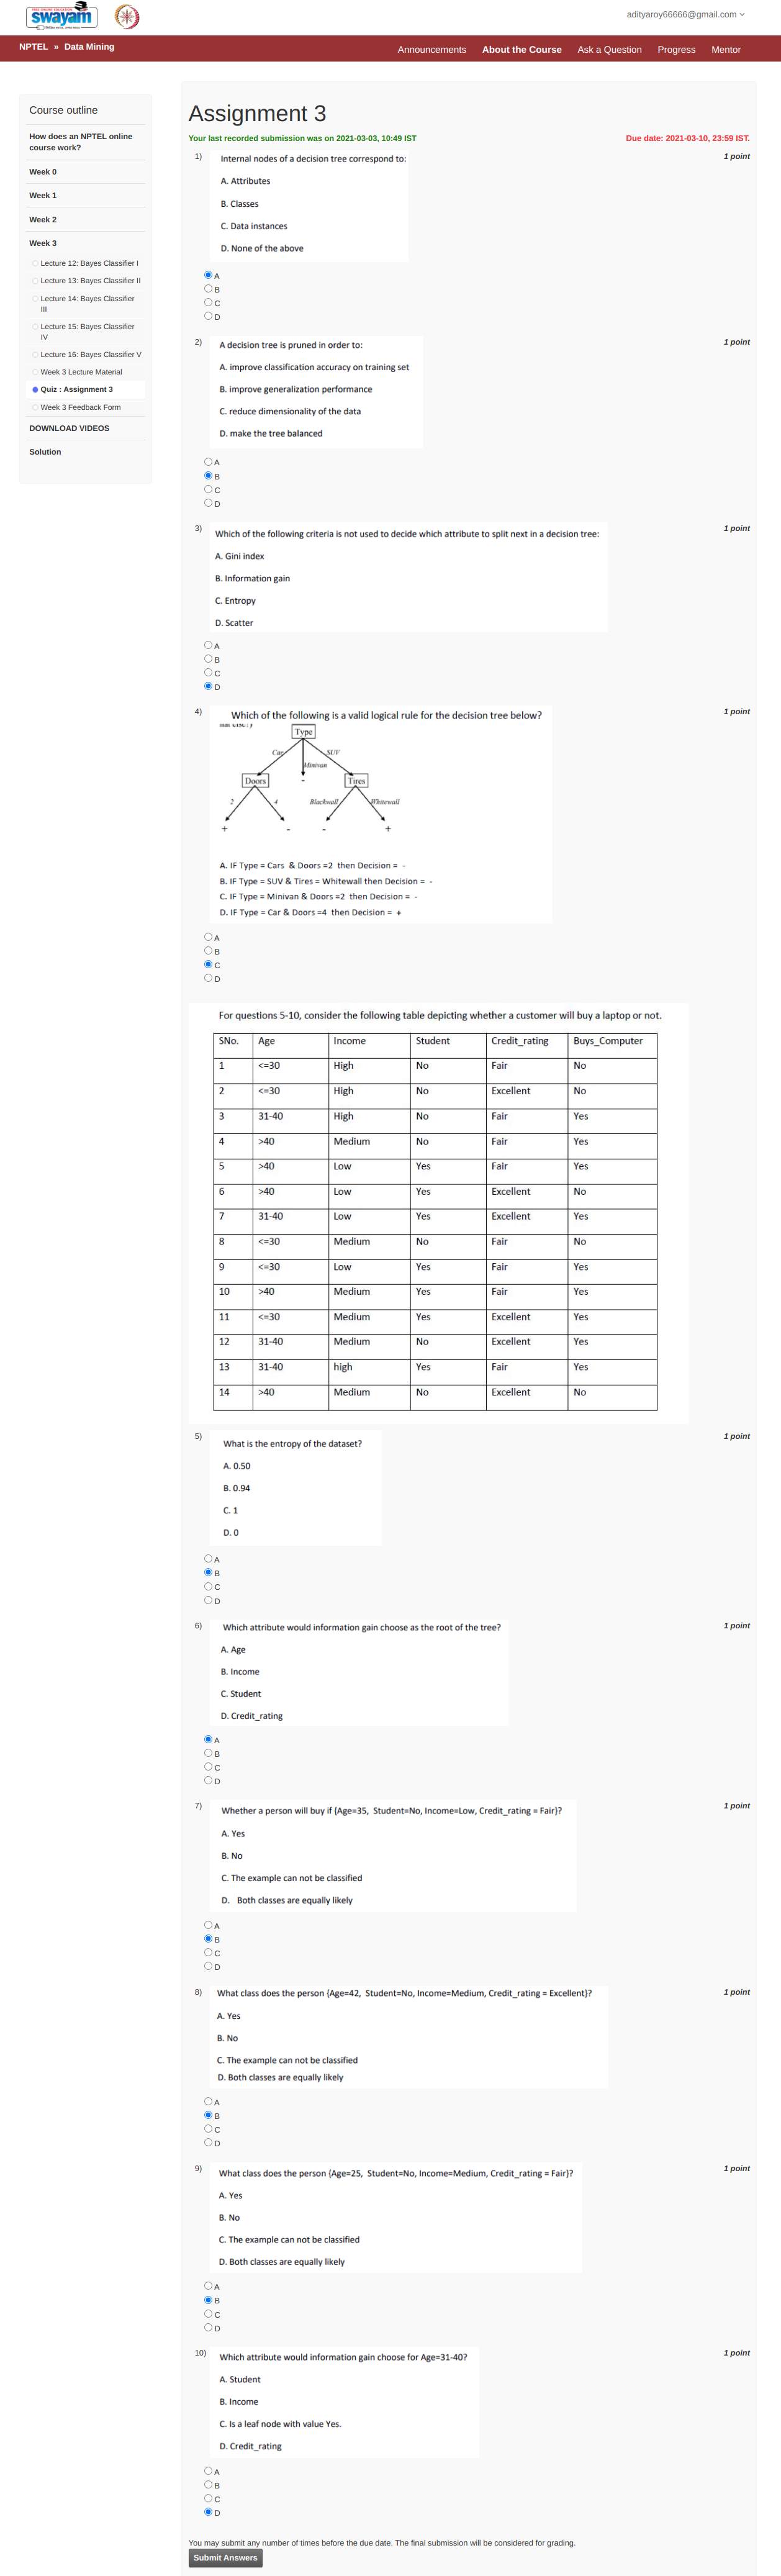 FREE ONLINE EDUCATION
swayam
adityaroy66666@gmail.com
NPTEL » Data Mining
Announcements About the Course Ask a Question Progress Mentor
Course outline
How does an NPTEL online
course work?
Week 0
Week 1
Week 2
Week 3
Lecture 12: Bayes Classifier I
Lecture 13: Bayes Classifier II
Lecture 14: Bayes Classifier
III
Lecture 15: Bayes Classifier
IV
Lecture 16: Bayes Classifier V
Week 3 Lecture Material
Quiz : Assignment 3
Week 3 Feedback Form
DOWNLOAD VIDEOS
Solution
Assignment 3
Your last recorded submission was on 2021-03-03, 10:49 IST Due date: 2021-03-10, 23:59 IST.
1) Internal nodes of a decision tree correspond to: 1 point
A. Attributes
B. Classes
C. Data instances
D. None of the above
A
B
C
D
2) A decision tree is pruned in order to: 1 point
A. improve classification accuracy on training set
B. improve generalization performance
C. reduce dimensionality of the data
D. make the tree balanced
A
B
C
D
3) Which of the following criteria is not used to decide which attribute to split next in a decision tree: 1 point
A. Gini index
B. Information gain
C. Entropy
D. Scatter
A
B
C
D
4) Which of the following is a valid logical rule for the decision tree below? 1 point
Type
Car SUV
Minivan
Doors - Tires
2 4 Blackwall Whitewall
+ - - +
A. IF Type = Cars & Doors =2 then Decision = -
B. IF Type = SUV & Tires = Whitewall then Decision = -
C. IF Type = Minivan & Doors =2 then Decision = -
D. IF Type = Car & Doors =4 then Decision = +
A
B
C
D
For questions 5-10, consider the following table depicting whether a customer will buy a laptop or not.
SNo. Age Income Student Credit_rating Buys_Computer
1 <=30 High No Fair No
2 <=30 High No Excellent No
3 31-40 High No Fair Yes
4 >40 Medium No Fair Yes
5 >40 Low Yes Fair Yes
6 >40 Low Yes Excellent No
7 31-40 Low Yes Excellent Yes
8 <=30 Medium No Fair No
9 <=30 Low Yes Fair Yes
10 >40 Medium Yes Fair Yes
11 <=30 Medium Yes Excellent Yes
12 31-40 Medium No Excellent Yes
13 31-40 high Yes Fair Yes
14 >40 Medium No Excellent No
5) What is the entropy of the dataset? 1 point
A. 0.50
B. 0.94
C. 1
D. 0
A
B
C
D
6) Which attribute would information gain choose as the root of the tree? 1 point
A. Age
B. Income
C. Student
D. Credit_rating
A
B
C
D
7) Whether a person will buy if {Age=35, Student=No, Income=Low, Credit_rating = Fair}? 1 point
A. Yes
B. No
C. The example can not be classified
D. Both classes are equally likely
A
B
C
D
8) What class does the person {Age=42, Student=No, Income=Medium, Credit_rating = Excellent}? 1 point
A. Yes
B. No
C. The example can not be classified
D. Both classes are equally likely
A
B
C
D
9) What class does the person {Age=25, Student=No, Income=Medium, Credit_rating = Fair}? 1 point
A. Yes
B. No
C. The example can not be classified
D. Both classes are equally likely
A
B
C
D
10) Which attribute would information gain choose for Age=31-40? 1 point
A. Student
B. Income
C. Is a leaf node with value Yes.
D. Credit_rating
A
B
C
D
You may submit any number of times before the due date. The final submission will be considered for grading.
Submit Answers